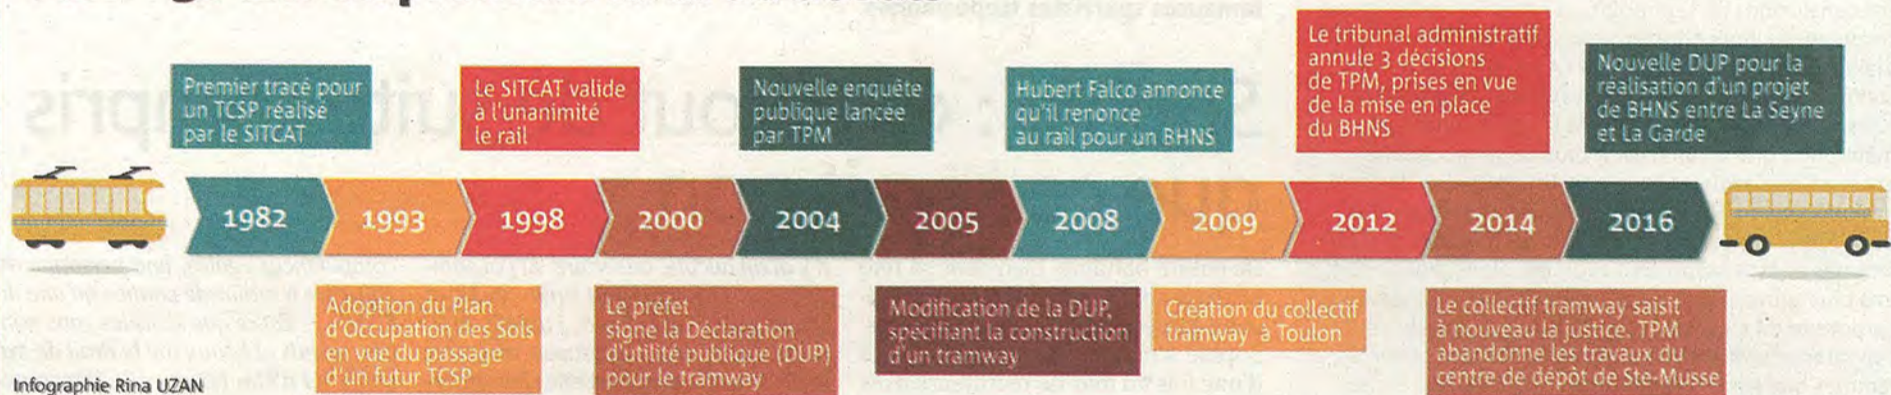 Premier tracé pour
un TCSP réalisé
par le SITCAT
Le SITCAT valide
à l'unanimité
le rail
Nouvelle enquête
publique lancée
par TPM
Hubert Falco annonce
qu'il renonce
au rail pour un BHNS
Le tribunal administratif
annule 3 décisions
de TPM, prises en vue
de la mise en place
du BHNS
Nouvelle DUP pour la
réalisation d'un projet
de BHNS entre La Seyne
et La Garde
1982
1993
1998
2000
2004
2005
2008
2009
2012
2014
2016
Adoption du Plan
d'Occupation des Sols
en vue du passage
d'un futur TCSP
Le préfet
signe la Déclaration
d'utilité publique (DUP)
pour le tramway
Modification de la DUP,
spécifiant la construction
d'un tramway
Création du collectif
tramway à Toulon
Le collectif tramway saisit
à nouveau la justice. TPM
abandonne les travaux du
centre de dépôt de Ste-Musse
Infographie Rina UZAN